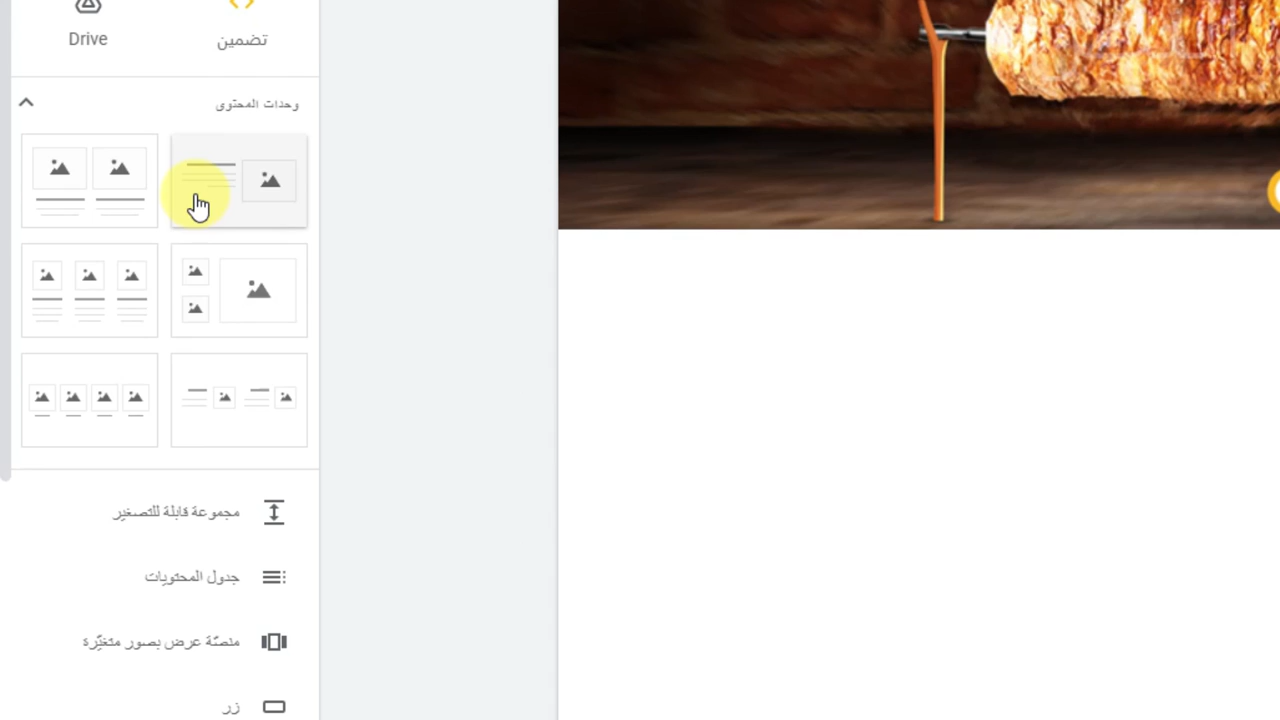 تضمين
Drive
وحدات المحتوى
مجموعة قابلة للتصغير
جدول المحتويات
منصّة عرض بصور متغيّرة
زر